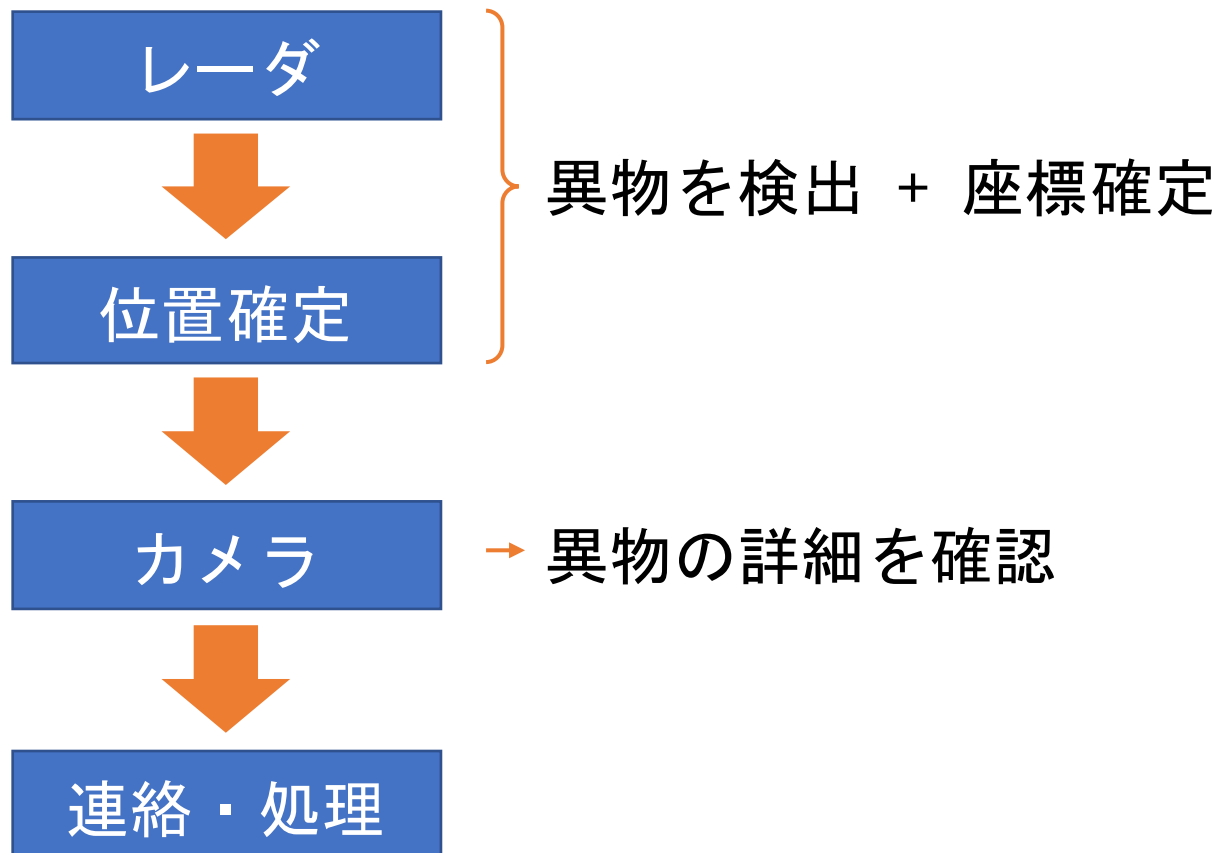 レーダ
異物を検出 + 座標確定
位置確定
カメラ
異物の詳細を確認
連絡・処理